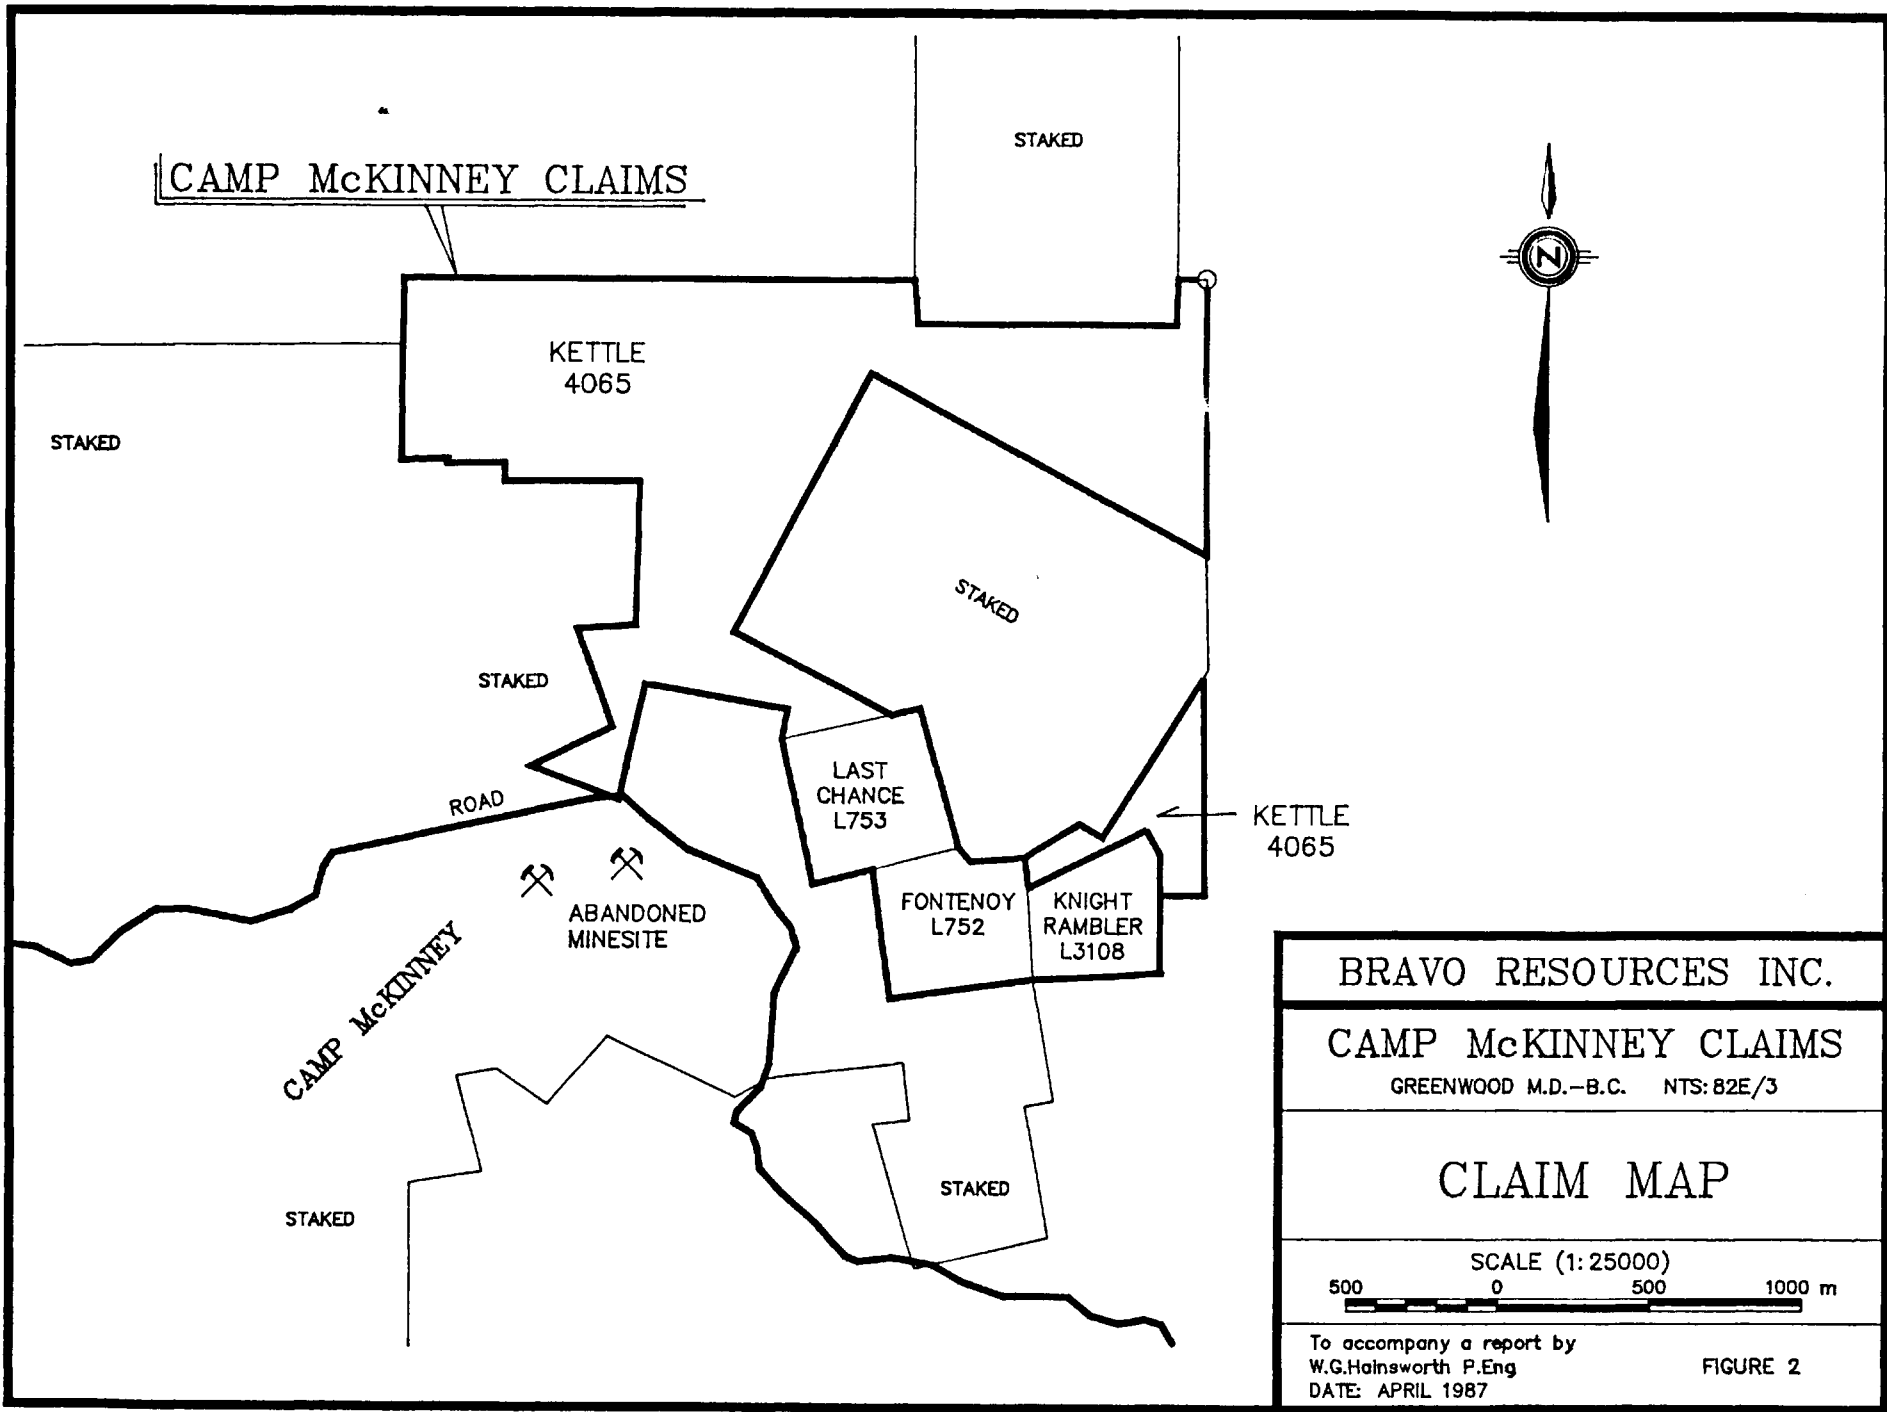 STAKED
CAMP McKINNEY CLAIMS
N
KETTLE
4065
STAKED
STAKED
STAKED
LAST
CHANCE
L753
ROAD
KETTLE
4065
FONTENOY
L752
KNIGHT
RAMBLER
L3108
ABANDONED
MINESITE
CAMP McKINNEY
STAKED
STAKED
BRAVO RESOURCES INC.
CAMP McKINNEY CLAIMS
GREENWOOD M.D.-B.C. NTS: 82E/3
CLAIM MAP
SCALE (1:25000)
500 0 500 1000 m
To accompany a report by
W.G.Hainsworth P.Eng
FIGURE 2
DATE: APRIL 1987